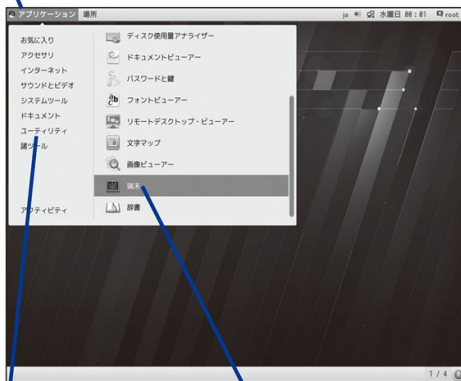 アプリケーション 場所
ja 水曜日 00:01 root
お気に入り
アクセサリ
インターネット
サウンドとビデオ
システムツール
ドキュメント
ユーティリティ
諸ツール
アクティビティ
ディスク使用量アナライザー
ドキュメントビューアー
パスワードと鍵
フォントビューアー
リモートデスクトップ・ビューアー
文字マップ
画像ビューアー
端末
辞書
1 / 4